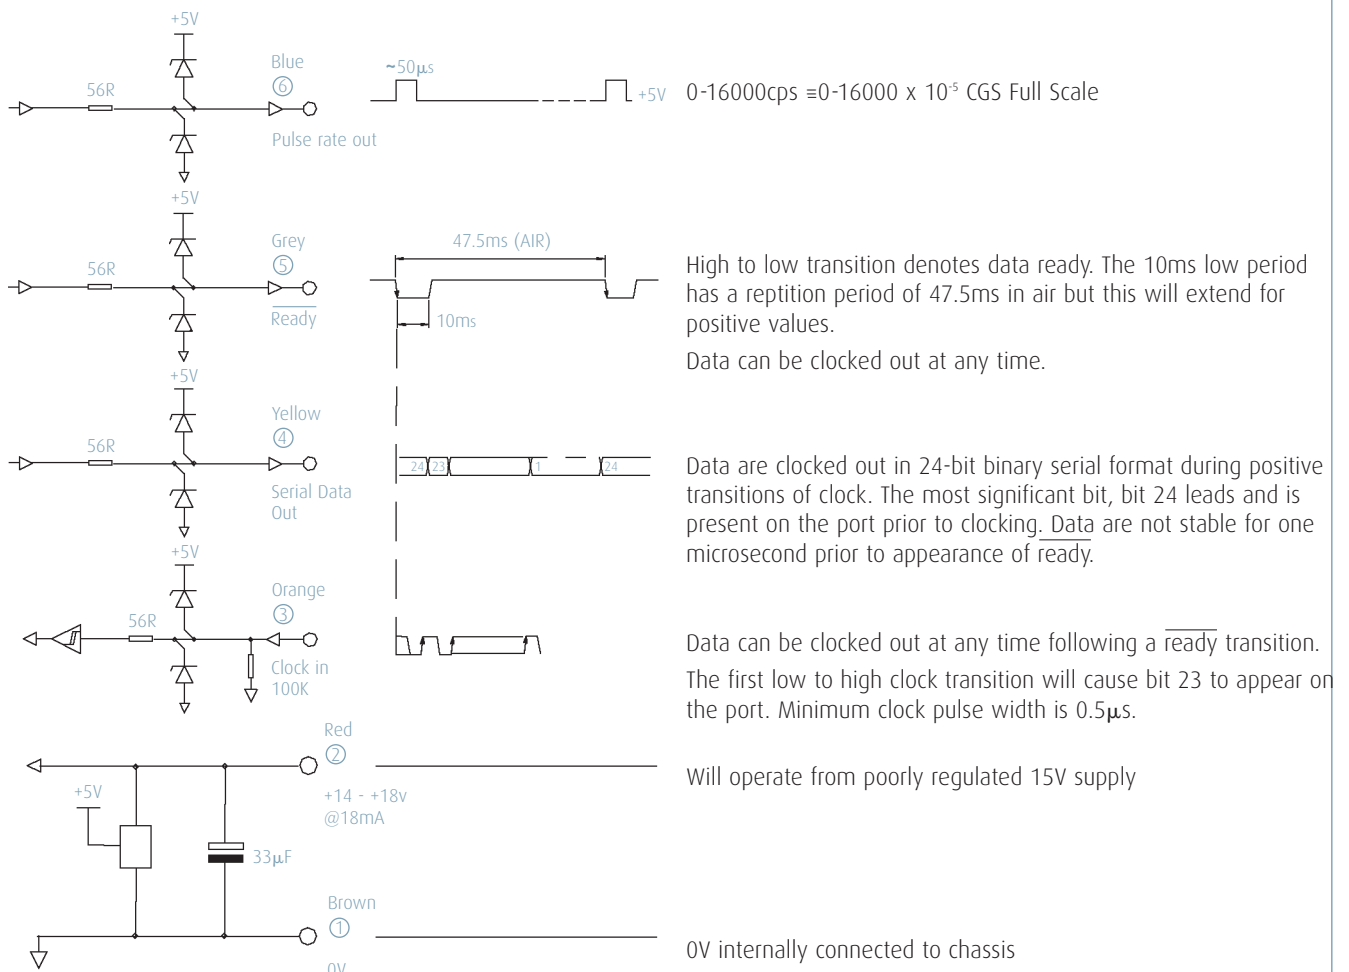 +5V
Blue
⑥
56R
Pulse rate out
~50μs
+5V
0-16000cps ≡0-16000 x 10⁻⁵ CGS Full Scale
+5V
Grey
⑤
56R
Ready
47.5ms (AIR)
10ms
High to low transition denotes data ready. The 10ms low period
has a reptition period of 47.5ms in air but this will extend for
positive values.
Data can be clocked out at any time.
+5V
Yellow
④
56R
Serial Data
Out
24 23 1 24
Data are clocked out in 24-bit binary serial format during positive
transitions of clock. The most significant bit, bit 24 leads and is
present on the port prior to clocking. Data are not stable for one
microsecond prior to appearance of ready.
+5V
Orange
③
56R
Clock in
100K
Data can be clocked out at any time following a ready transition.
The first low to high clock transition will cause bit 23 to appear on
the port. Minimum clock pulse width is 0.5μs.
Red
②
+14 - +18v
@18mA
Will operate from poorly regulated 15V supply
+5V
33μF
Brown
①
0V
0V internally connected to chassis